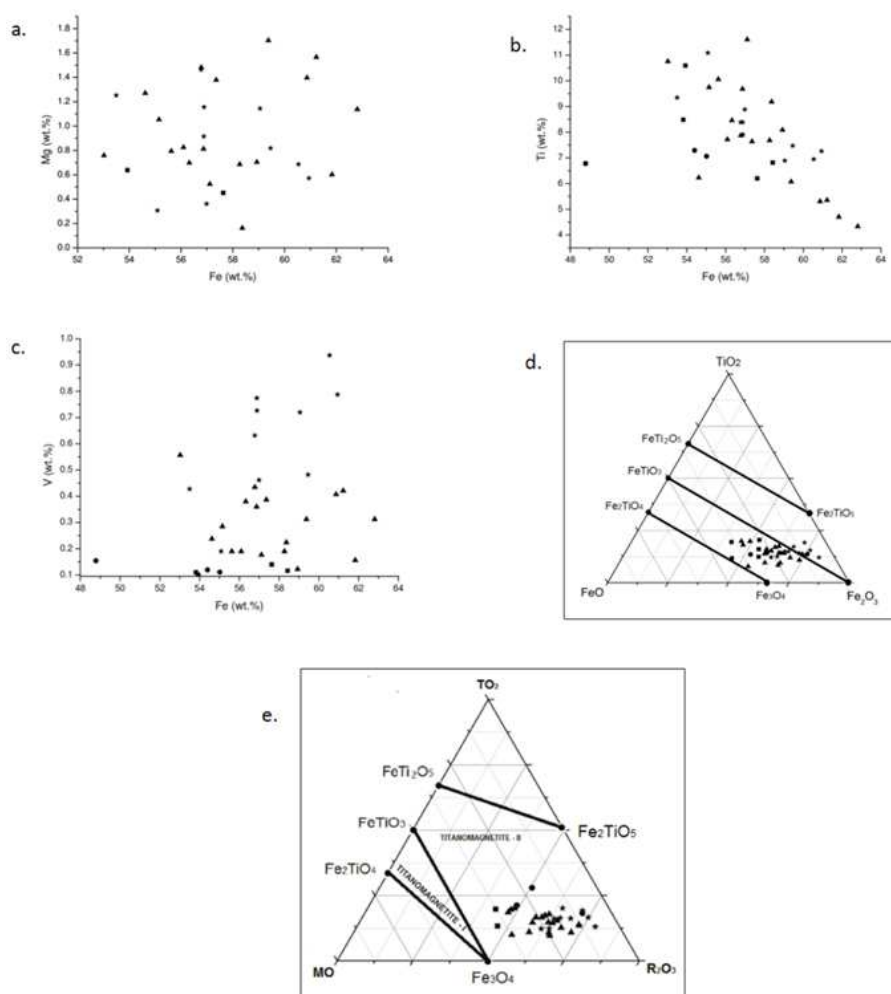 a.
1.8
1.6
1.4
1.2
1.0
0.8
0.6
0.4
0.2
0.0
Mg (wt.%)
52 54 56 58 60 62 64
Fe (wt.%)
b.
12
11
10
9
8
7
6
5
4
Ti (wt.%)
48 50 52 54 56 58 60 62 64
Fe (wt.%)
c.
1.0
0.9
0.8
0.7
0.6
0.5
0.4
0.3
0.2
0.1
V (wt.%)
48 50 52 54 56 58 60 62 64
Fe (wt.%)
d.
TiO2
FeTi2O5
FeTiO3
Fe2TiO4
Fe2TiO5
FeO
Fe3O4
Fe2O3
e.
TO2
FeTi2O5
FeTiO3
Fe2TiO5
TITANOMAGNETITE - II
Fe2TiO4
TITANOMAGNETITE - I
MO
Fe3O4
R2O3